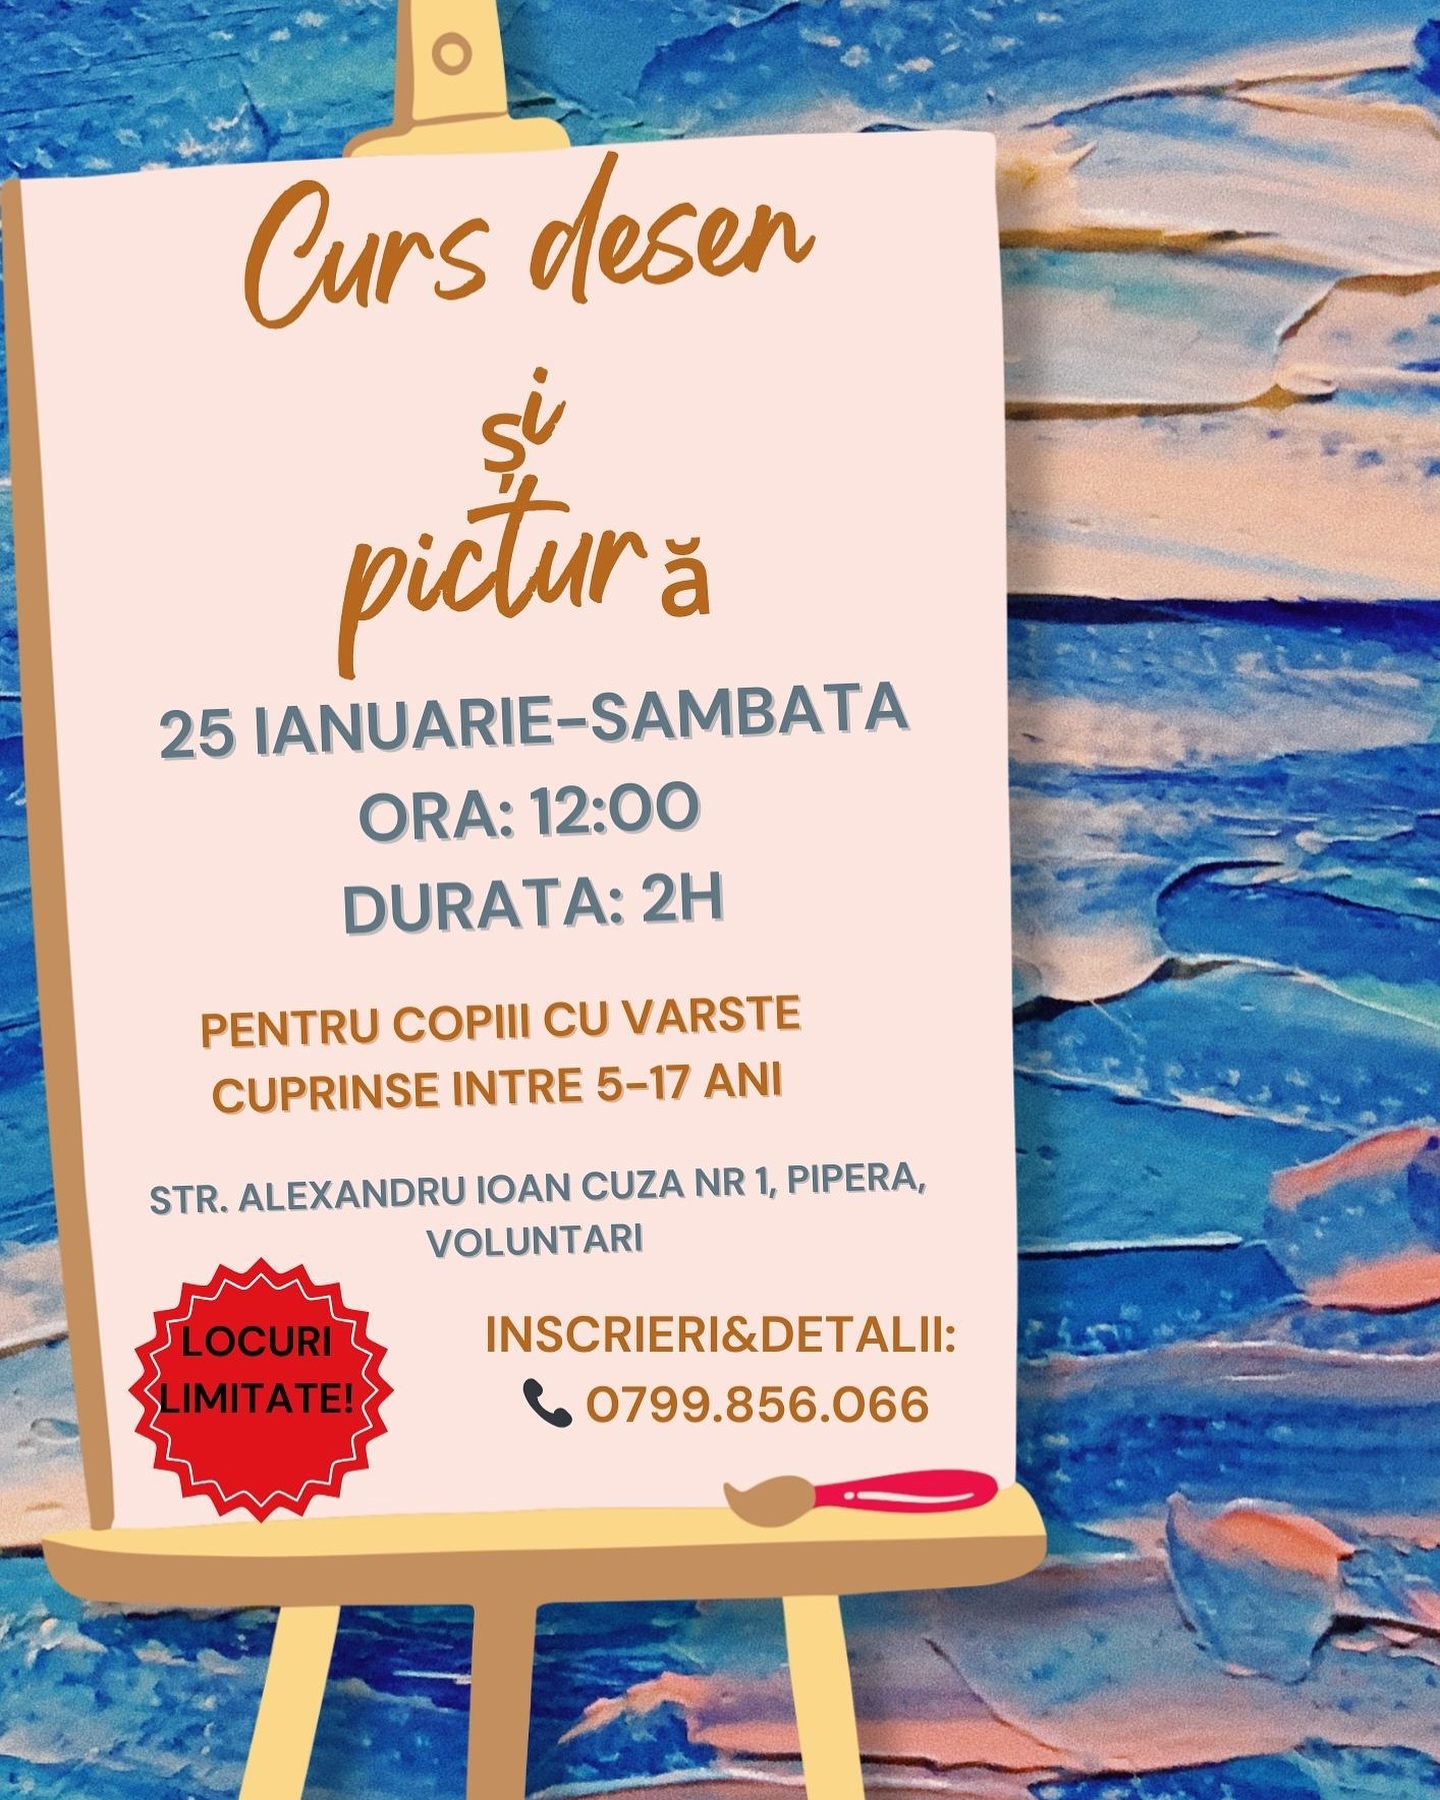 Curs desen
și
pictură
25 IANUARIE-SAMBATA
ORA: 12:00
DURATA: 2H
PENTRU COPIII CU VARSTE
CUPRINSE INTRE 5-17 ANI
STR. ALEXANDRU IOAN CUZA NR 1, PIPERA,
VOLUNTARI
LOCURI
LIMITATE!
INSCRIERI&DETALII:
0799.856.066